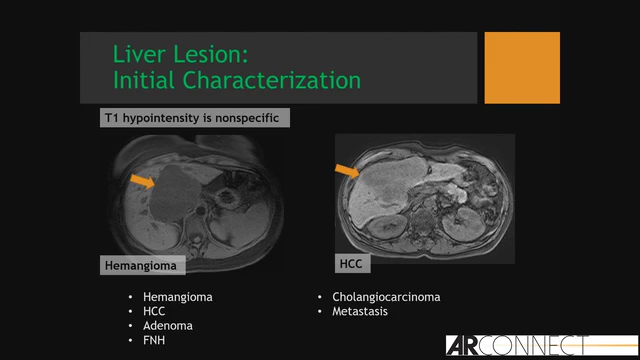 Liver Lesion:
Initial Characterization
T1 hypointensity is nonspecific
Hemangioma
HCC
• Hemangioma
• HCC
• Adenoma
• FNH
• Cholangiocarcinoma
• Metastasis
ARCONNECT